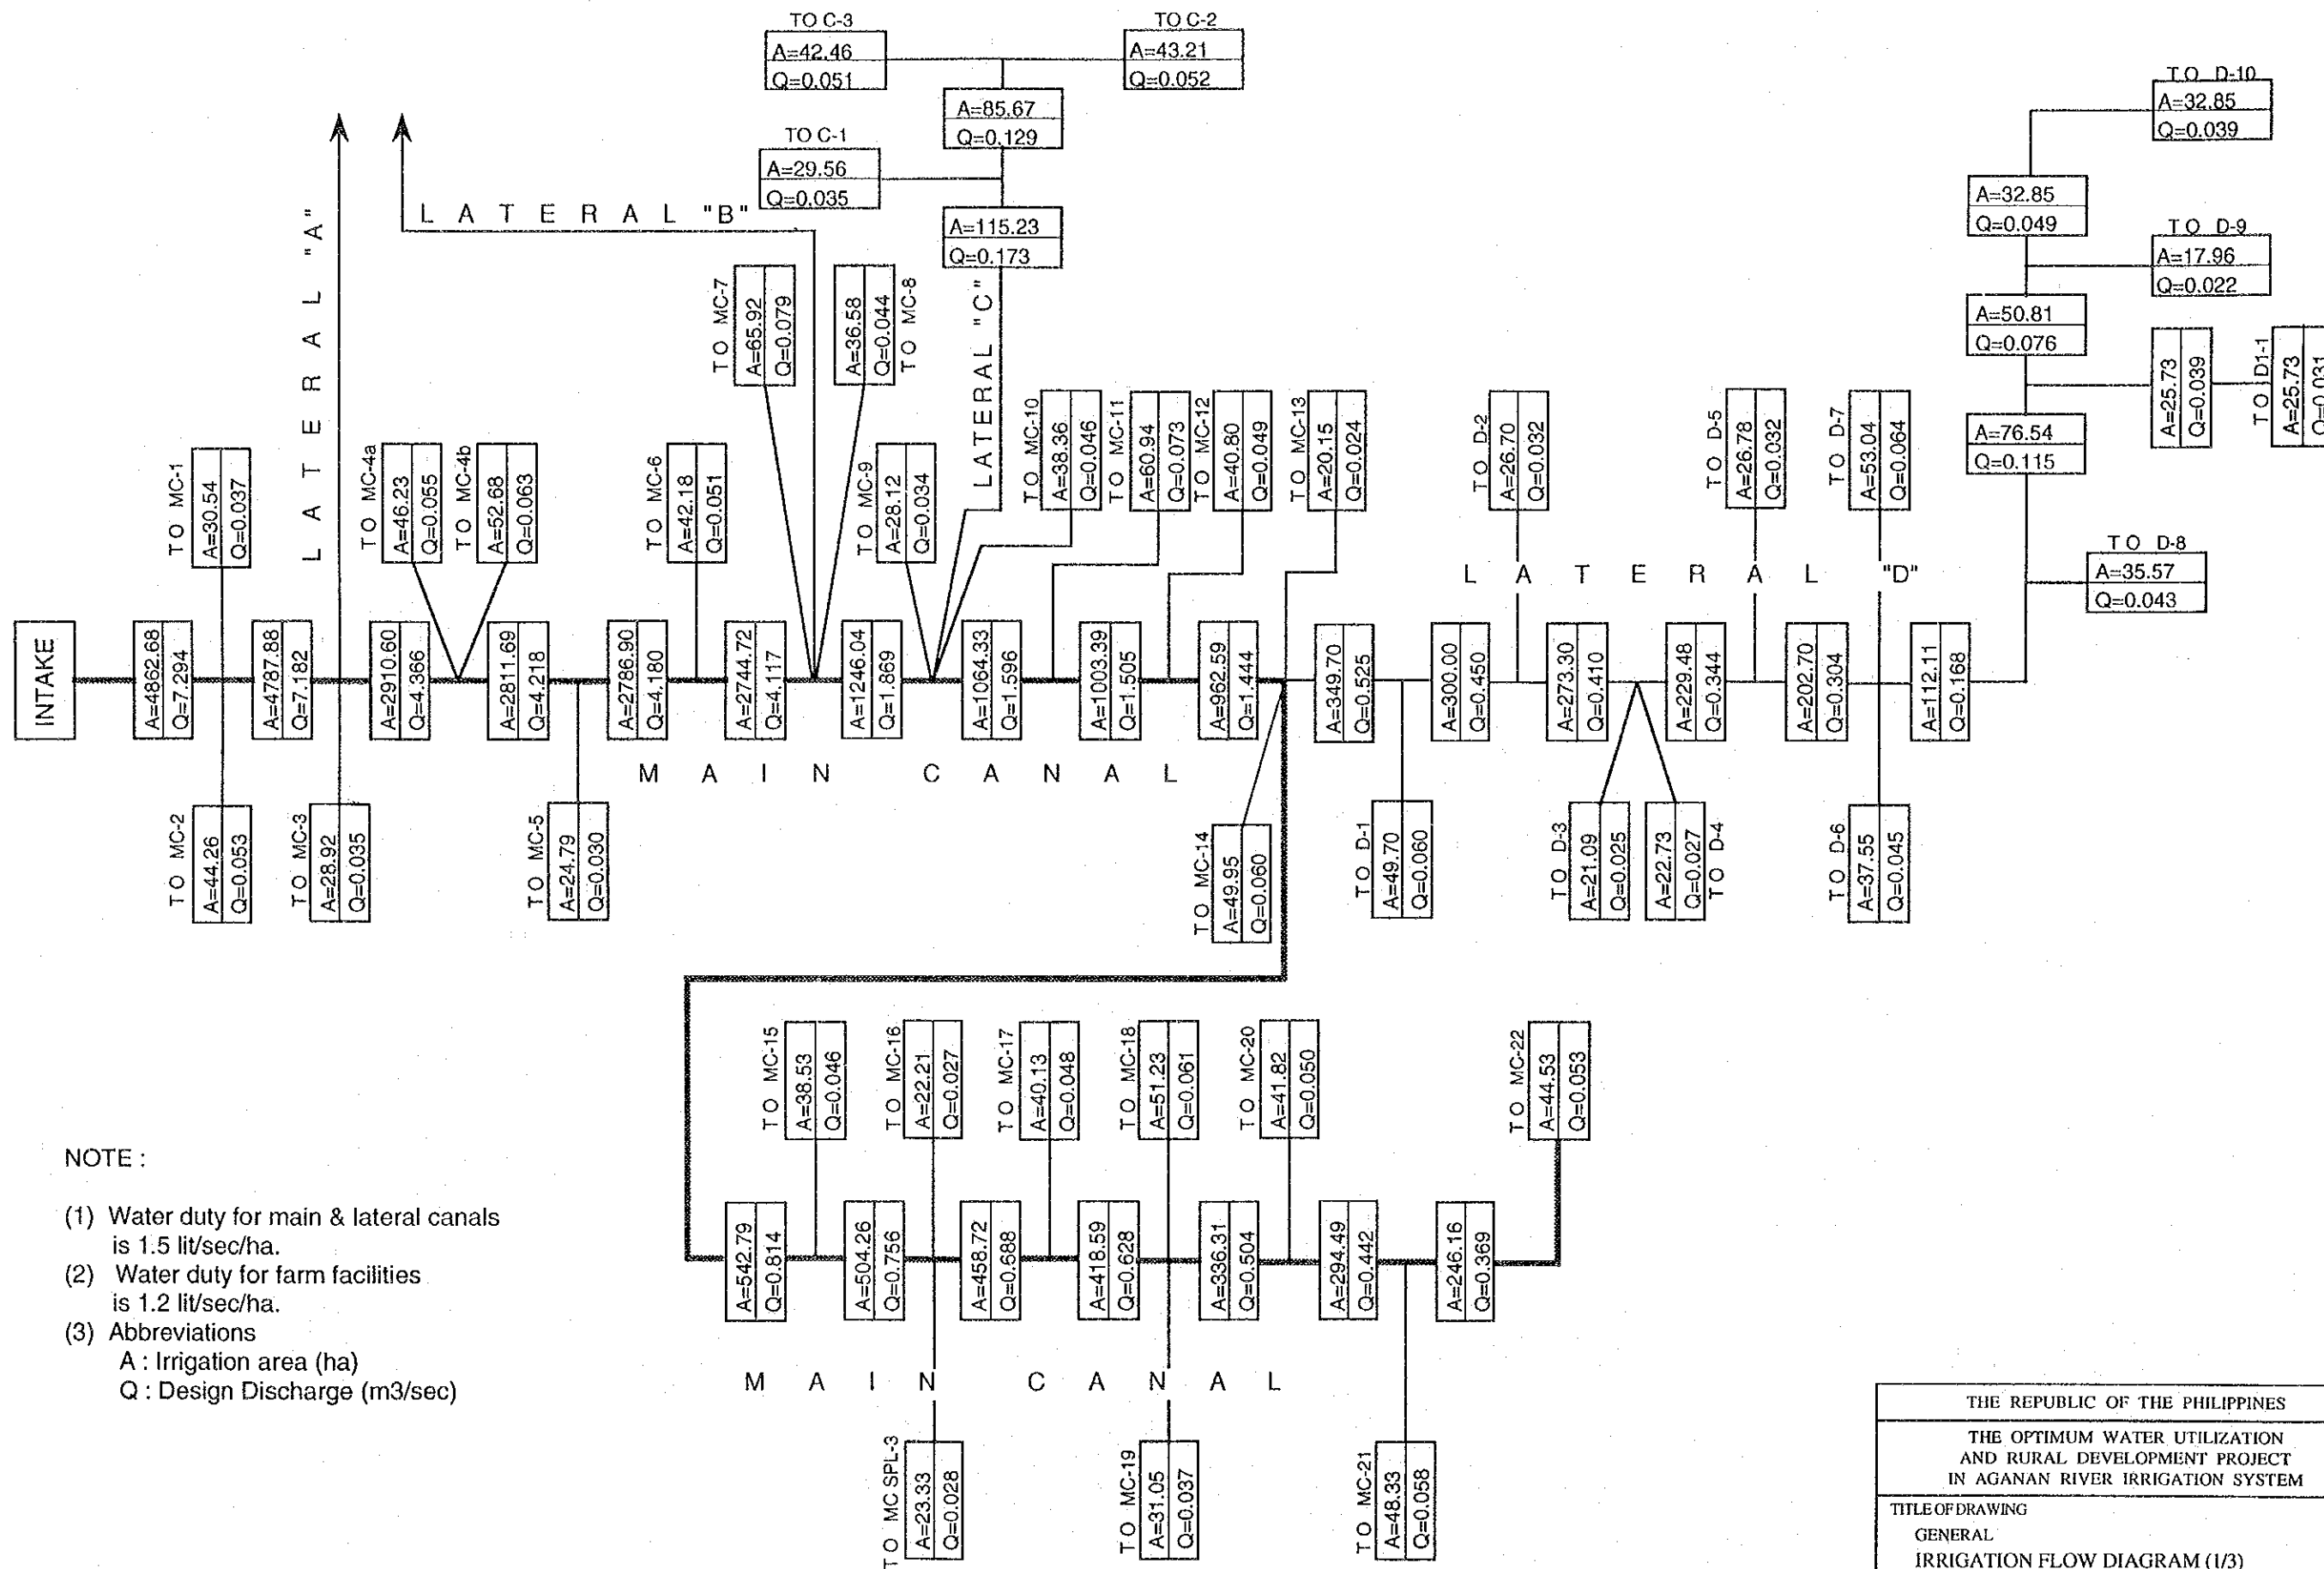 TO C-3
A=42.46
Q=0.051
TO C-2
A=43.21
Q=0.052
A=85.67
Q=0.129
TO C-1
A=29.56
Q=0.035
A=115.23
Q=0.173
TO D-10
A=32.85
Q=0.039
A=32.85
Q=0.049
TO D-9
A=17.96
Q=0.022
A=50.81
Q=0.076
A=25.73
Q=0.039
TO D1-1
A=25.73
Q=0.031
A=76.54
Q=0.115
TO D-8
A=35.57
Q=0.043
LATERAL "A"
LATERAL "B"
LATERAL "C"
LATERAL "D"
TO MC-1
A=30.54
Q=0.037
TO MC-4a
A=46.23
Q=0.055
TO MC-4b
A=52.68
Q=0.063
TO MC-6
A=42.18
Q=0.051
TO MC-7
A=65.92
Q=0.079
A=36.58
Q=0.044
TO MC-8
TO MC-9
A=28.12
Q=0.034
TO MC-10
A=38.36
Q=0.046
TO MC-11
A=60.94
Q=0.073
TO MC-12
A=40.80
Q=0.049
TO MC-13
A=20.15
Q=0.024
TO D-2
A=26.70
Q=0.032
TO D-5
A=26.78
Q=0.032
TO D-7
A=53.04
Q=0.064
INTAKE
A=4862.68
Q=7.294
A=4787.88
Q=7.182
A=2910.60
Q=4.366
A=2811.69
Q=4.218
A=2786.90
Q=4.180
A=2744.72
Q=4.117
A=1246.04
Q=1.869
A=1064.33
Q=1.596
A=1003.39
Q=1.505
A=962.59
Q=1.444
A=349.70
Q=0.525
A=300.00
Q=0.450
A=273.30
Q=0.410
A=229.48
Q=0.344
A=202.70
Q=0.304
A=112.11
Q=0.168
MAIN CANAL
TO MC-2
A=44.26
Q=0.053
TO MC-3
A=28.92
Q=0.035
TO MC-5
A=24.79
Q=0.030
TO MC-14
A=49.95
Q=0.060
TO D-1
A=49.70
Q=0.060
TO D-3
A=21.09
Q=0.025
A=22.73
Q=0.027
TO D-4
TO D-6
A=37.55
Q=0.045
TO MC-15
A=38.53
Q=0.046
TO MC-16
A=22.21
Q=0.027
TO MC-17
A=40.13
Q=0.048
TO MC-18
A=51.23
Q=0.061
TO MC-20
A=41.82
Q=0.050
TO MC-22
A=44.53
Q=0.053
A=542.79
Q=0.814
A=504.26
Q=0.756
A=458.72
Q=0.688
A=418.59
Q=0.628
A=336.31
Q=0.504
A=294.49
Q=0.442
A=246.16
Q=0.369
MAIN CANAL
TO MC SPL-3
A=23.33
Q=0.028
TO MC-19
A=31.05
Q=0.037
TO MC-21
A=48.33
Q=0.058
NOTE :
(1) Water duty for main & lateral canals
is 1.5 lit/sec/ha.
(2) Water duty for farm facilities
is 1.2 lit/sec/ha.
(3) Abbreviations
A : Irrigation area (ha)
Q : Design Discharge (m3/sec)
THE REPUBLIC OF THE PHILIPPINES
THE OPTIMUM WATER UTILIZATION
AND RURAL DEVELOPMENT PROJECT
IN AGANAN RIVER IRRIGATION SYSTEM
TITLE OF DRAWING
GENERAL
IRRIGATION FLOW DIAGRAM (1/3)